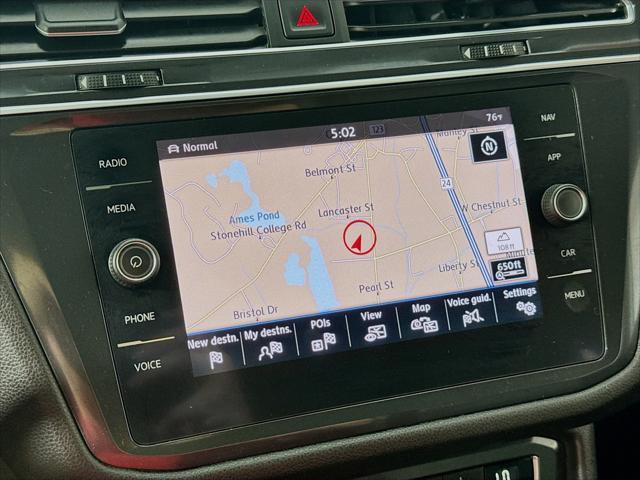 Normal
5:02
123
76°F
NAV
RADIO
MEDIA
PHONE
VOICE
APP
CAR
MENU
Manley St
N
Belmont St
24
Ames Pond
Lancaster St
W Chestnut St
Stonehill College Rd
108 ft
Liberty St
650ft
Pearl St
Bristol Dr
New destn.
My destns.
POIs
View
Map
Voice guid.
Settings